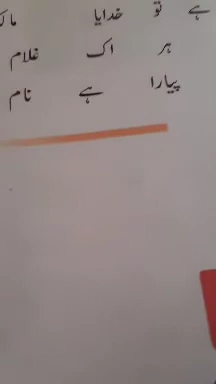 ہے تو خدایا
ہر اک غلام
پیارا ہے نام